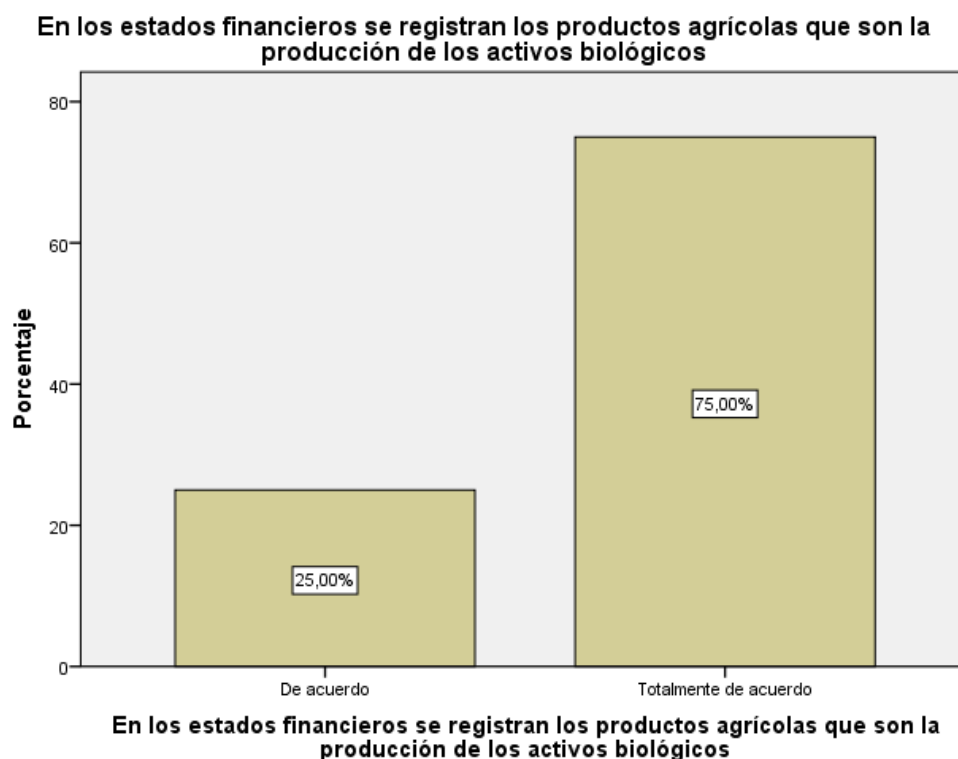 En los estados financieros se registran los productos agrícolas que son la
producción de los activos biológicos
80
60
40
20
0
Porcentaje
25,00%
75,00%
De acuerdo
Totalmente de acuerdo
En los estados financieros se registran los productos agrícolas que son la
producción de los activos biológicos